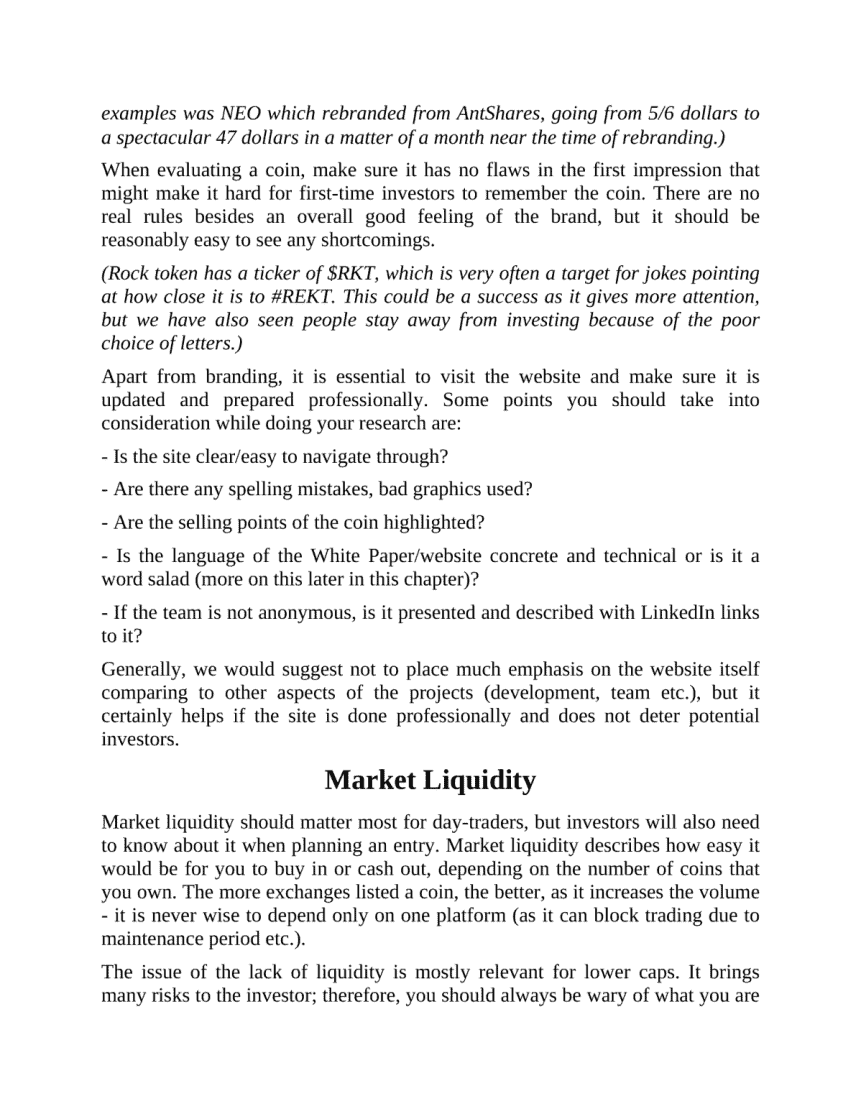 examples was NEO which rebranded from AntShares, going from 5/6 dollars to
a spectacular 47 dollars in a matter of a month near the time of rebranding.)
When evaluating a coin, make sure it has no flaws in the first impression that
might make it hard for first-time investors to remember the coin. There are no
real rules besides an overall good feeling of the brand, but it should be
reasonably easy to see any shortcomings.
(Rock token has a ticker of $RKT, which is very often a target for jokes pointing
at how close it is to #REKT. This could be a success as it gives more attention,
but we have also seen people stay away from investing because of the poor
choice of letters.)
Apart from branding, it is essential to visit the website and make sure it is
updated and prepared professionally. Some points you should take into
consideration while doing your research are:
- Is the site clear/easy to navigate through?
- Are there any spelling mistakes, bad graphics used?
- Are the selling points of the coin highlighted?
- Is the language of the White Paper/website concrete and technical or is it a
word salad (more on this later in this chapter)?
- If the team is not anonymous, is it presented and described with LinkedIn links
to it?
Generally, we would suggest not to place much emphasis on the website itself
comparing to other aspects of the projects (development, team etc.), but it
certainly helps if the site is done professionally and does not deter potential
investors.
Market Liquidity
Market liquidity should matter most for day-traders, but investors will also need
to know about it when planning an entry. Market liquidity describes how easy it
would be for you to buy in or cash out, depending on the number of coins that
you own. The more exchanges listed a coin, the better, as it increases the volume
- it is never wise to depend only on one platform (as it can block trading due to
maintenance period etc.).
The issue of the lack of liquidity is mostly relevant for lower caps. It brings
many risks to the investor; therefore, you should always be wary of what you are